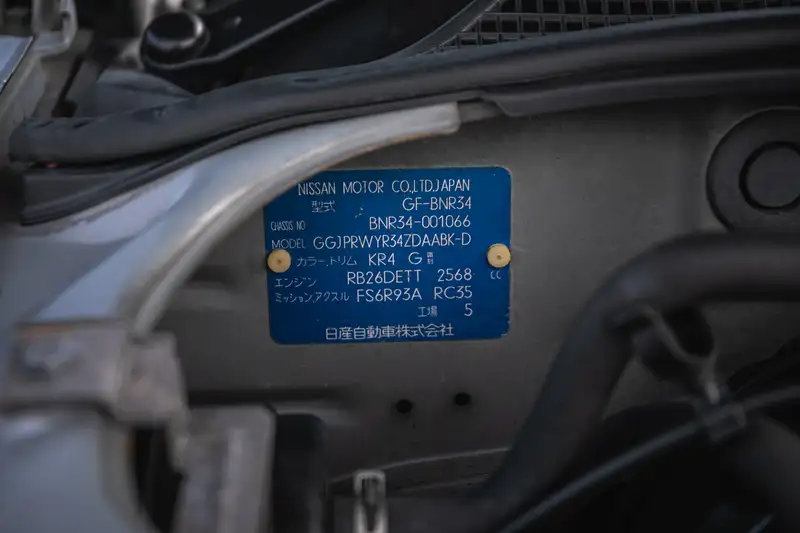 NISSAN MOTOR CO.,LTD.JAPAN
型式 GF-BNR34
CHASSIS NO BNR34-001066
MODEL GGJPRWYR34ZDAABK-D
カラー,トリム KR4 G
エンジン RB26DETT 2568 CC
ミッション,アクスル FS6R93A RC35
工場 5
日産自動車株式会社